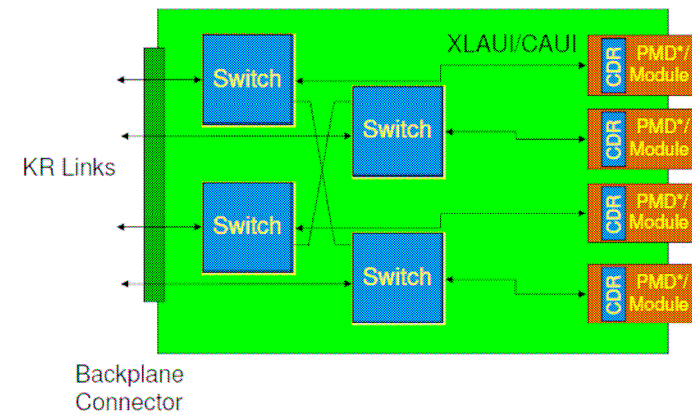 XLAUI/CAUI
Switch
CDR
PMD*/
Module
Switch
CDR
PMD*/
Module
KR Links
Switch
CDR
PMD*/
Module
Switch
CDR
PMD*/
Module
Backplane
Connector